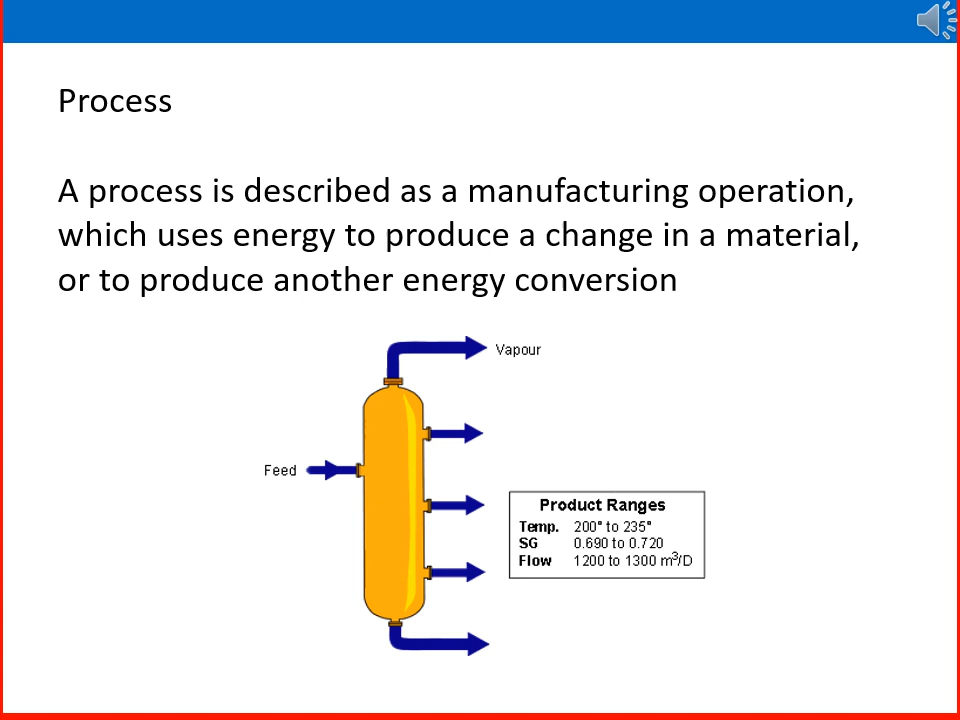 Process
A process is described as a manufacturing operation,
which uses energy to produce a change in a material,
or to produce another energy conversion
Vapour
Feed
Product Ranges
Temp. 200° to 235°
SG 0.690 to 0.720
Flow 1200 to 1300 m³/D